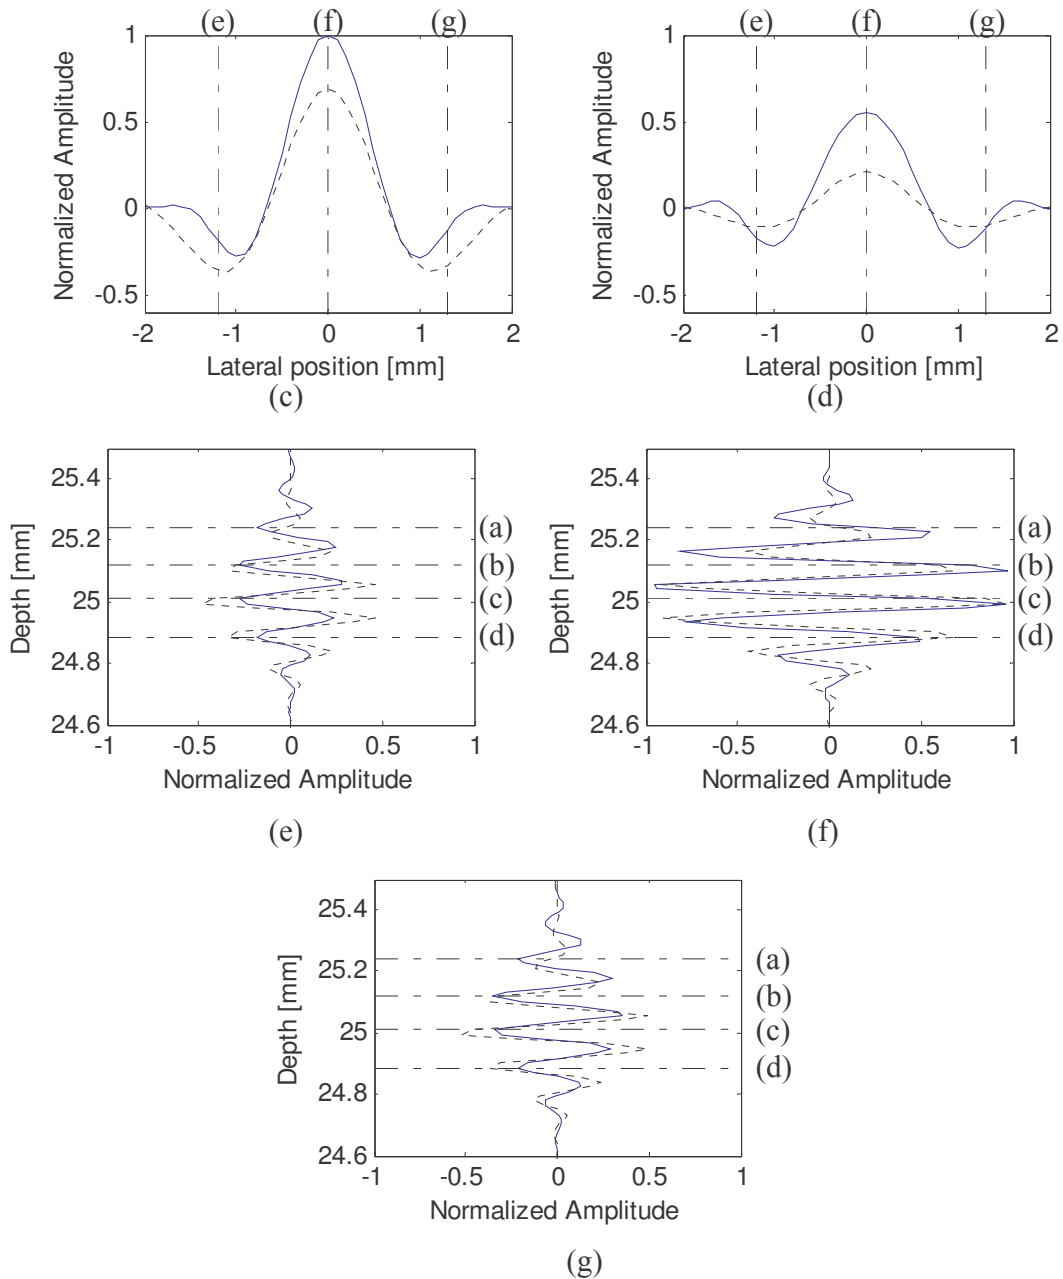 (e) (f) (g)
1
0.5
0
-0.5
-2 -1 0 1 2
Normalized Amplitude
Lateral position [mm]
(c)
(e) (f) (g)
1
0.5
0
-0.5
-2 -1 0 1 2
Normalized Amplitude
Lateral position [mm]
(d)
25.4
25.2
25
24.8
24.6
Depth [mm]
(a)
(b)
(c)
(d)
-1 -0.5 0 0.5 1
Normalized Amplitude
(e)
25.4
25.2
25
24.8
24.6
Depth [mm]
(a)
(b)
(c)
(d)
-1 -0.5 0 0.5 1
Normalized Amplitude
(f)
25.4
25.2
25
24.8
24.6
Depth [mm]
(a)
(b)
(c)
(d)
-1 -0.5 0 0.5 1
Normalized Amplitude
(g)